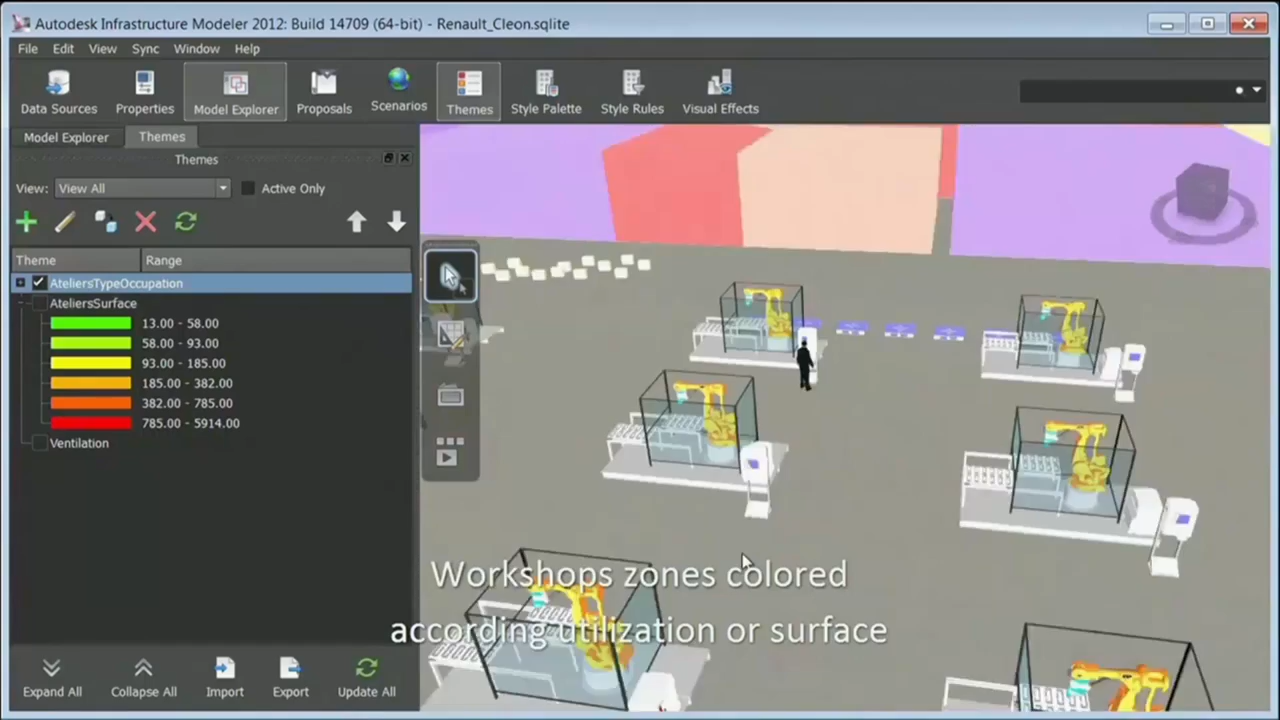 Autodesk Infrastructure Modeler 2012: Build 14709 (64-bit) - Renault_Cleon.sqlite
File Edit View Sync Window Help
Data Sources Properties Model Explorer Proposals Scenarios Themes Style Palette Style Rules Visual Effects
Model Explorer Themes
Themes
View: View All Active Only
Theme Range
AteliersTypeOccupation
AteliersSurface
13.00 - 58.00
58.00 - 93.00
93.00 - 185.00
185.00 - 382.00
382.00 - 785.00
785.00 - 5914.00
Ventilation
Workshops zones colored
according utilization or surface
Expand All Collapse All Import Export Update All